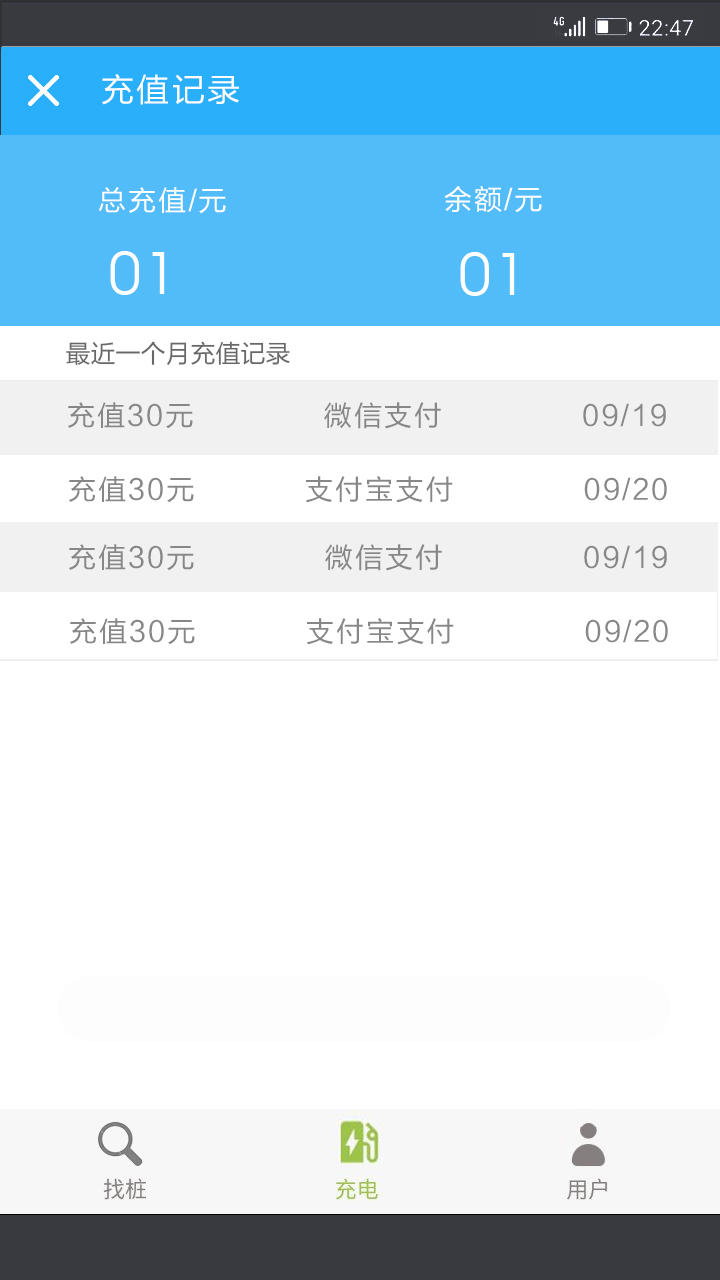 4G 22:47
充值记录
总充值/元 余额/元
01 01
最近一个月充值记录
充值30元 微信支付 09/19
充值30元 支付宝支付 09/20
充值30元 微信支付 09/19
充值30元 支付宝支付 09/20
找桩 充电 用户